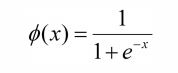 ϕ(x) = 1 / (1 + e^{-x})